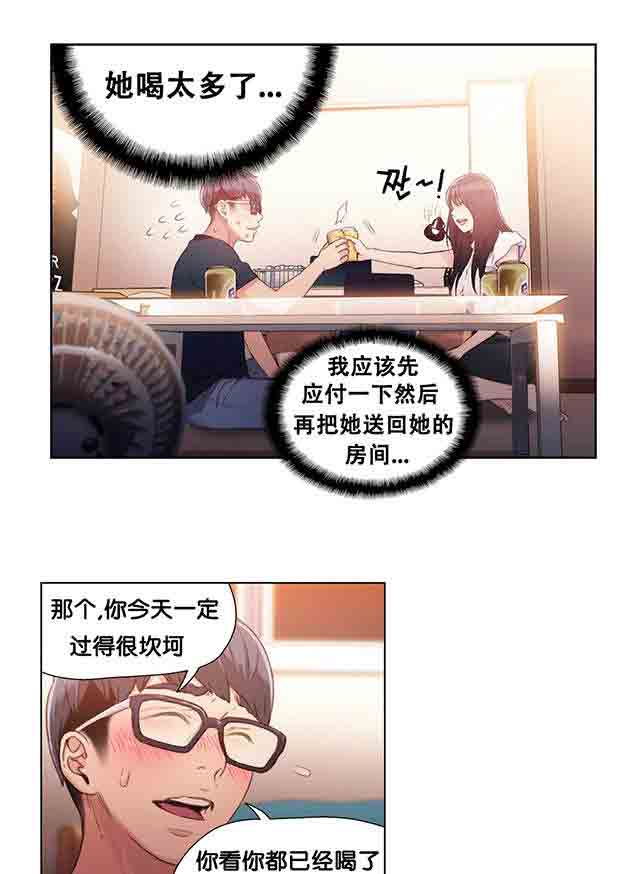 她喝太多了...
짠~!
R
Z
我应该先
应付一下然后
再把她送回她的
房间...
那个,你今天一定
过得很坎坷
你看你都已经喝了